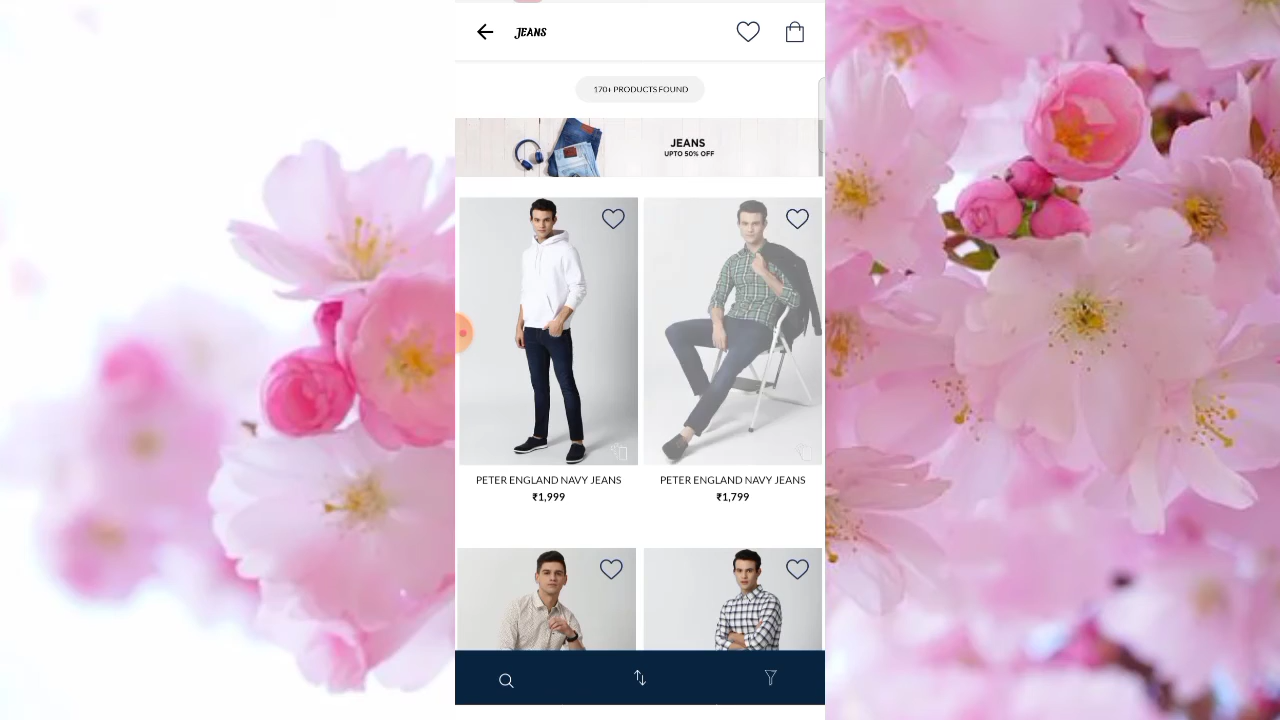 JEANS
170+ PRODUCTS FOUND
JEANS
UPTO 50% OFF
PETER ENGLAND NAVY JEANS
₹1,999
PETER ENGLAND NAVY JEANS
₹1,799